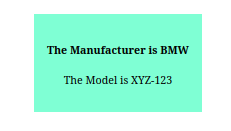 The Manufacturer is BMW
The Model is XYZ-123